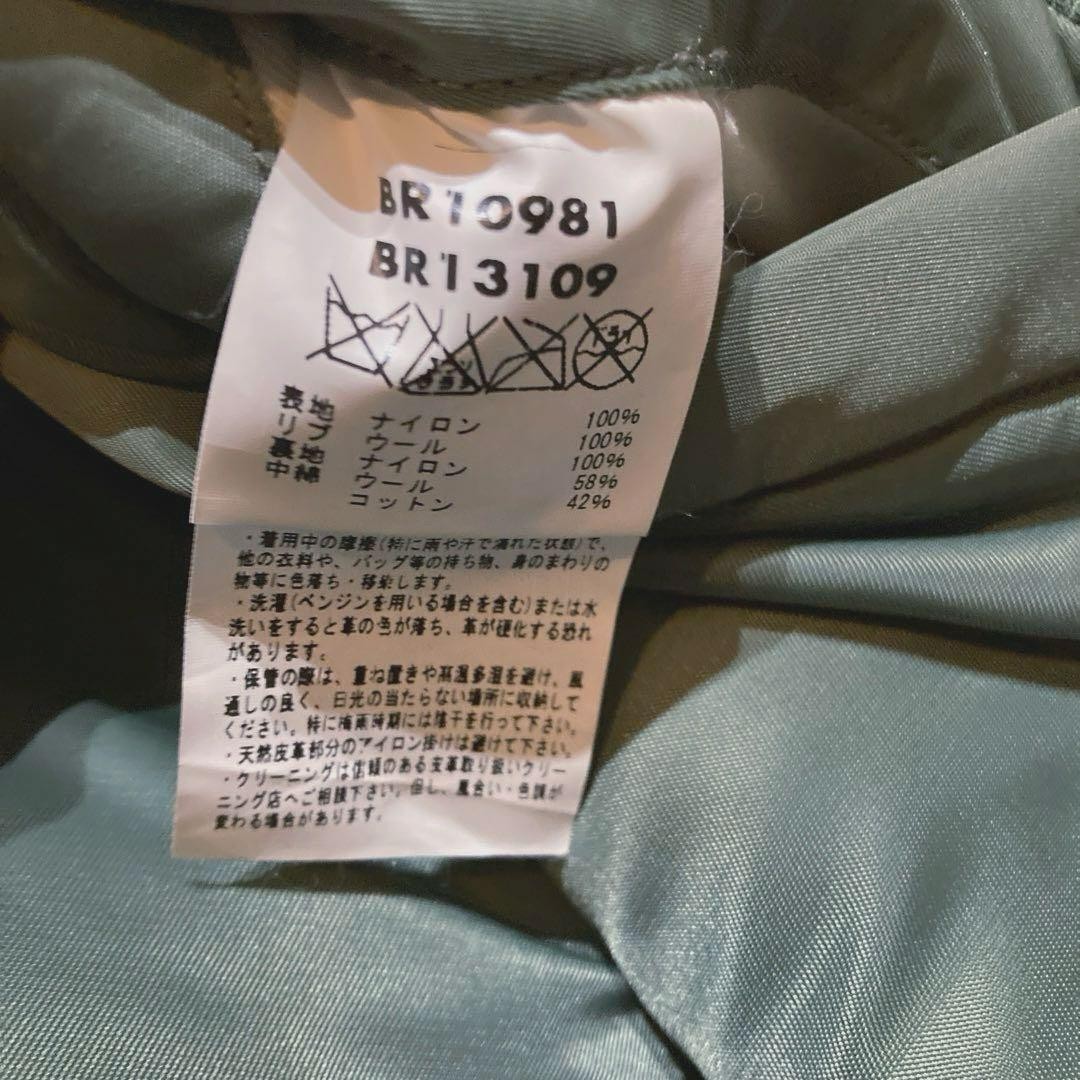 BR10981
BR13109
エンソ
サラシ
ドライ
表地 ナイロン 100%
リブ ウール 100%
裏地 ナイロン 100%
中綿 ウール 58%
コットン 42%
・着用中の摩擦(特に雨や汗で濡れた状態)で、
他の衣料や、バッグ等の持ち物、身のまわりの
物等に色落ち・移染します。
・洗濯(ベンジンを用いる場合を含む)または水
洗いをすると革の色が落ち、革が硬化する恐れ
があります。
・保管の際は、重ね置きや高温多湿を避け、風
通しの良く、日光の当たらない場所に収納して
ください。特に梅雨時期には陰干を行って下さい。
・天然皮革部分のアイロン掛けは避けて下さい。
・クリーニングは信頼のある皮革取り扱いクリー
ニング店へご相談下さい。但し、風合い・色調が
変わる場合があります。